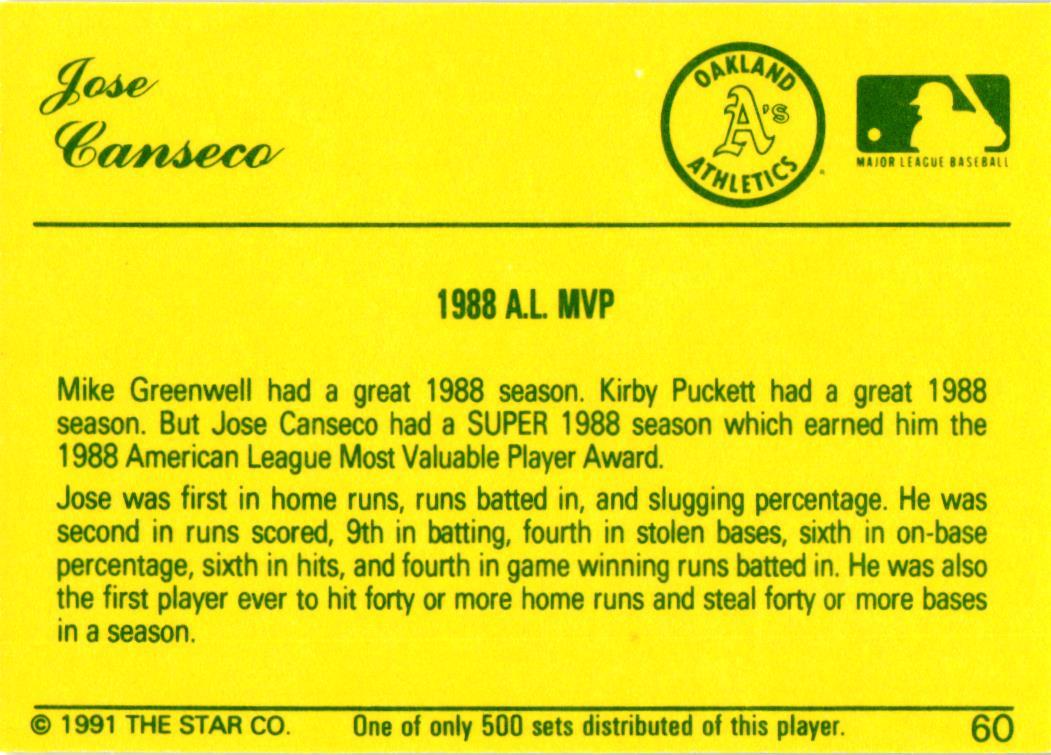 Jose
Canseco
OAKLAND
A's
ATHLETICS
MAJOR LEAGUE BASEBALL
1988 A.L. MVP
Mike Greenwell had a great 1988 season. Kirby Puckett had a great 1988
season. But Jose Canseco had a SUPER 1988 season which earned him the
1988 American League Most Valuable Player Award.
Jose was first in home runs, runs batted in, and slugging percentage. He was
second in runs scored, 9th in batting, fourth in stolen bases, sixth in on-base
percentage, sixth in hits, and fourth in game winning runs batted in. He was also
the first player ever to hit forty or more home runs and steal forty or more bases
in a season.
© 1991 THE STAR CO. One of only 500 sets distributed of this player. 60